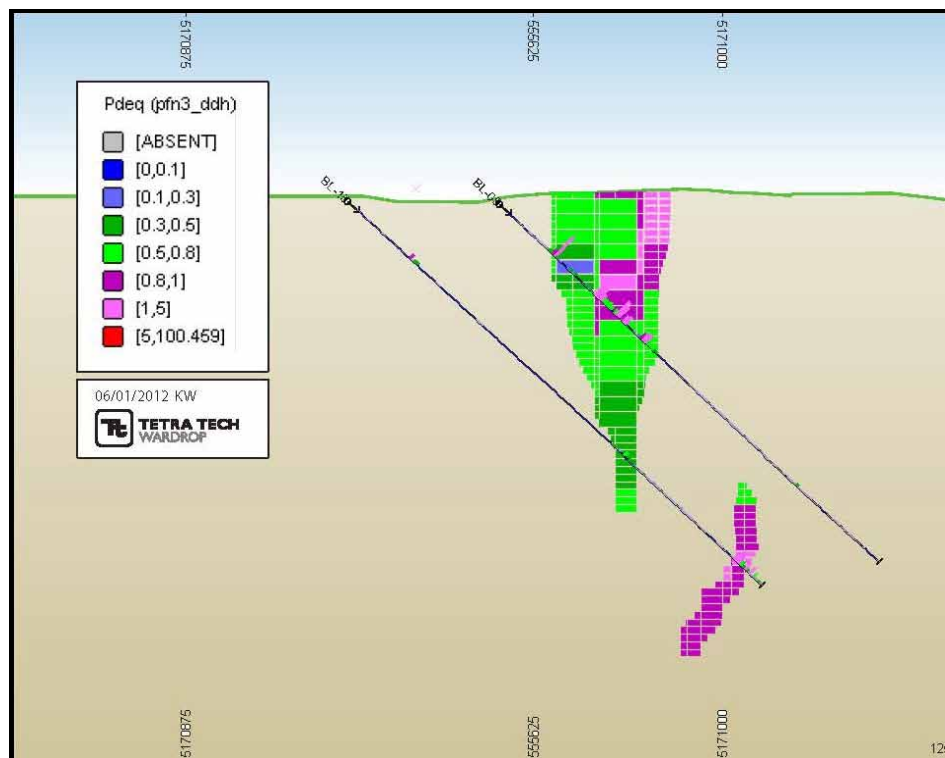 5170875
555625
5171000
Pdeq (pfn3_ddh)
[ABSENT]
[0,0.1]
[0.1,0.3]
[0.3,0.5]
[0.5,0.8]
[0.8,1]
[1,5]
[5,100.459]
06/01/2012 KW
Tt TETRA TECH
WARDROP
5170875
555625
5171000